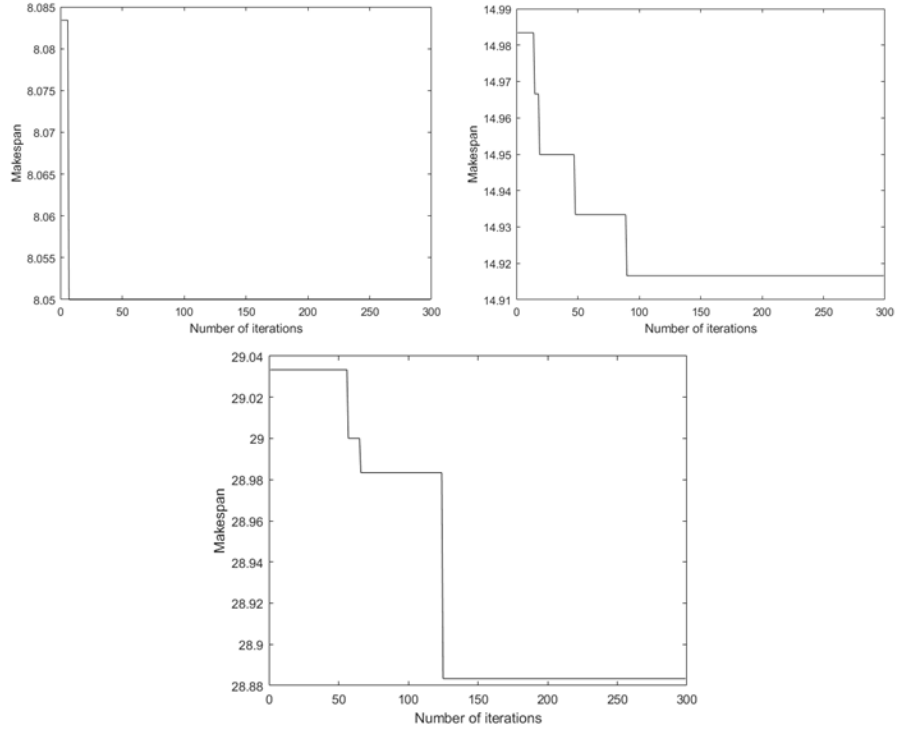 8.085
8.08
8.075
8.07
8.065
8.06
8.055
8.05
Makespan
0 50 100 150 200 250 300
Number of iterations
14.99
14.98
14.97
14.96
14.95
14.94
14.93
14.92
14.91
Makespan
0 50 100 150 200 250 300
Number of iterations
29.04
29.02
29
28.98
28.96
28.94
28.92
28.9
28.88
Makespan
0 50 100 150 200 250 300
Number of iterations